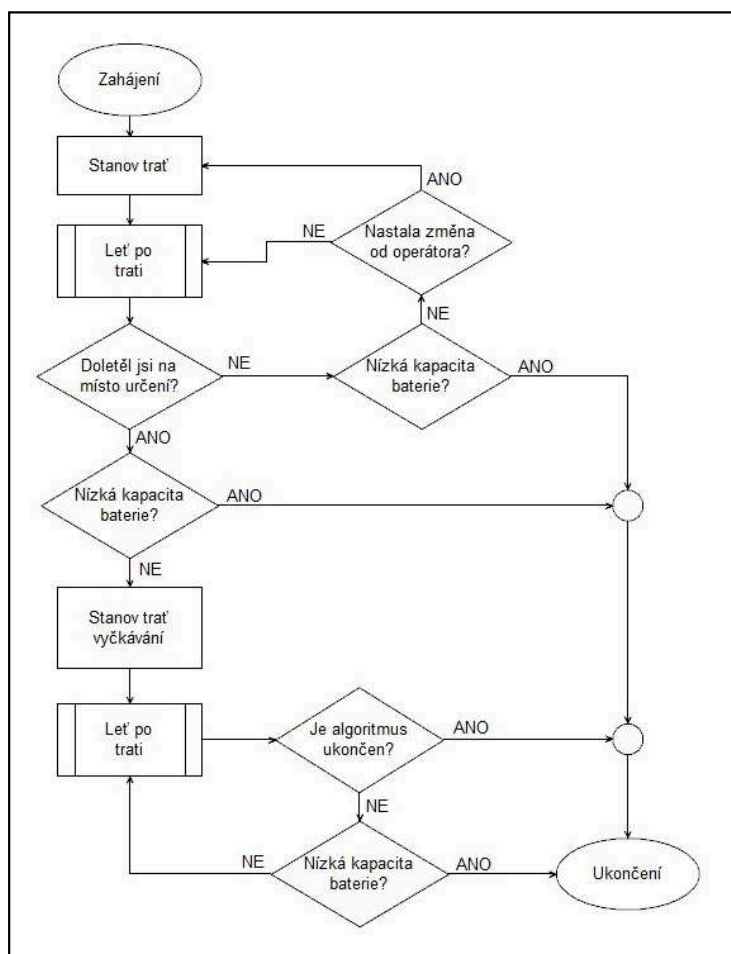 Zahájení
Stanov trať
ANO
Nastala změna
od operátora?
NE
Leť po
trati
NE
Doletěl jsi na
místo určení?
NE
Nízká kapacita
baterie?
ANO
ANO
Nízká kapacita
baterie?
ANO
NE
Stanov trať
vyčkávání
Leť po
trati
Je algoritmus
ukončen?
ANO
NE
NE
Nízká kapacita
baterie?
ANO
Ukončení